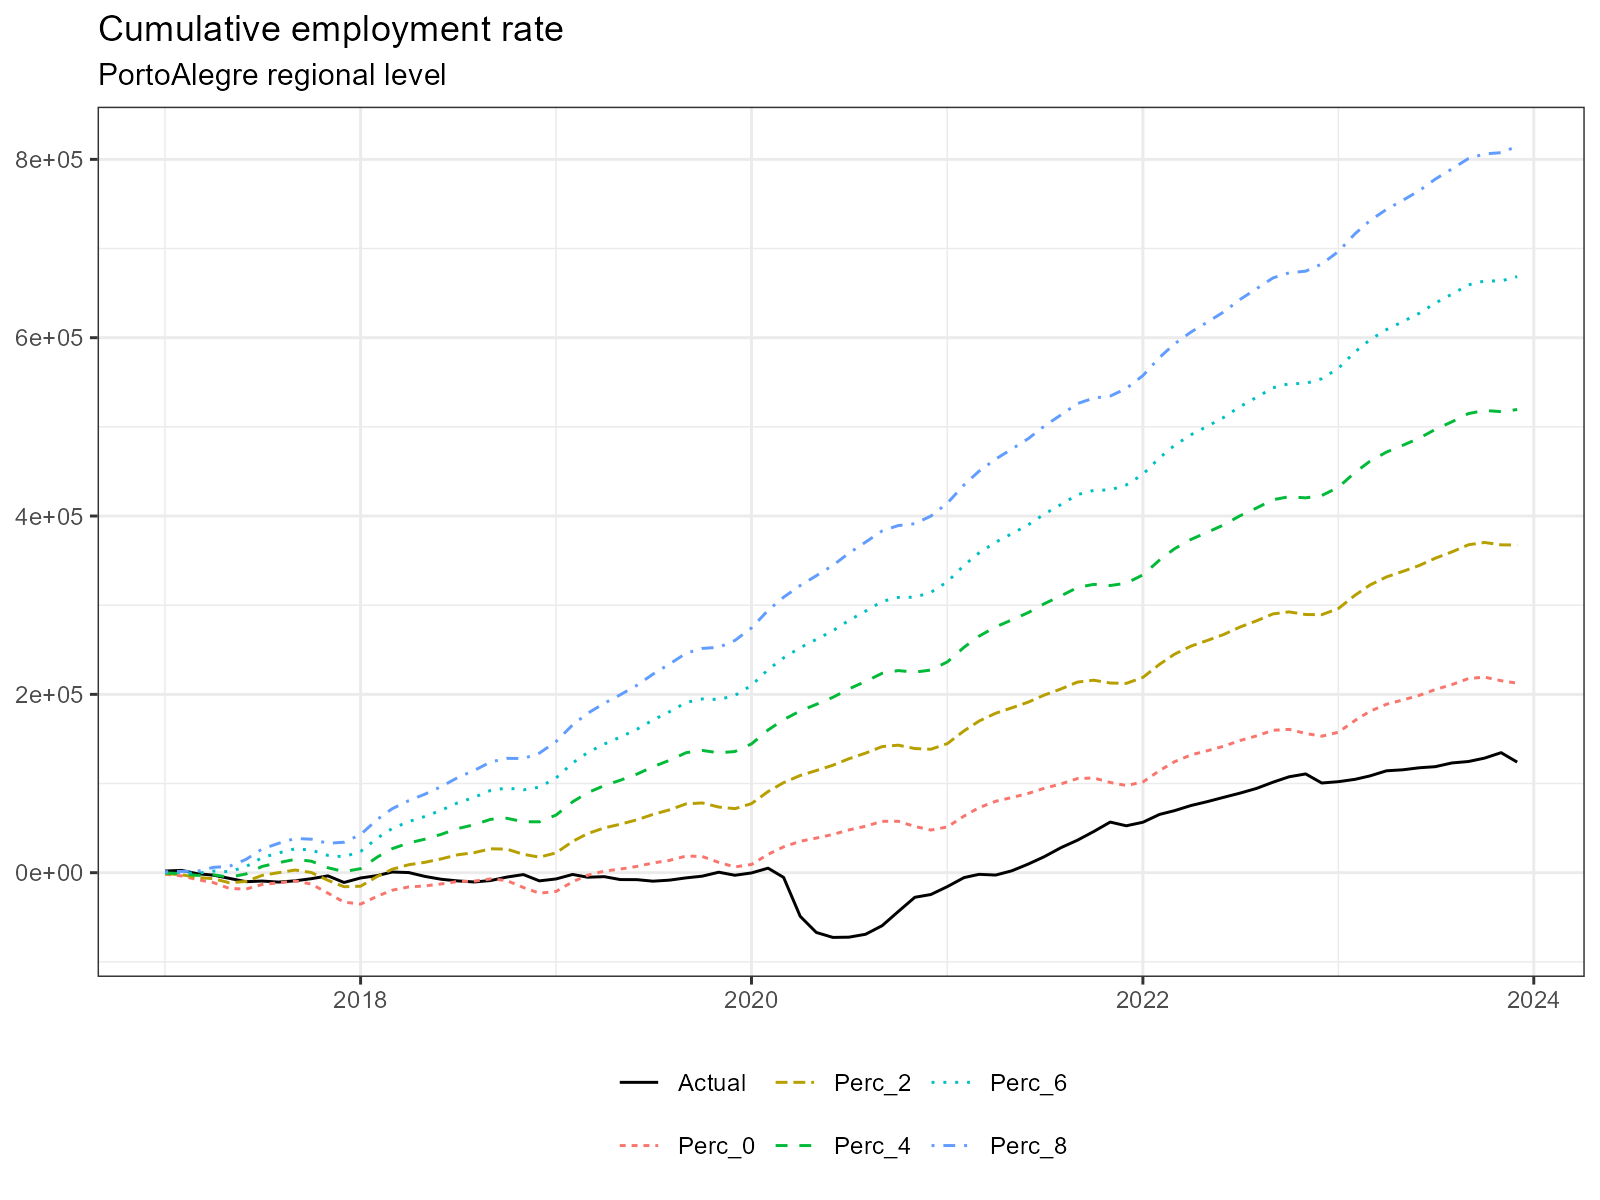 Cumulative employment rate
PortoAlegre regional level
8e+05
6e+05
4e+05
2e+05
0e+00
2018 2020 2022 2024
Actual Perc_2 Perc_6
Perc_0 Perc_4 Perc_8